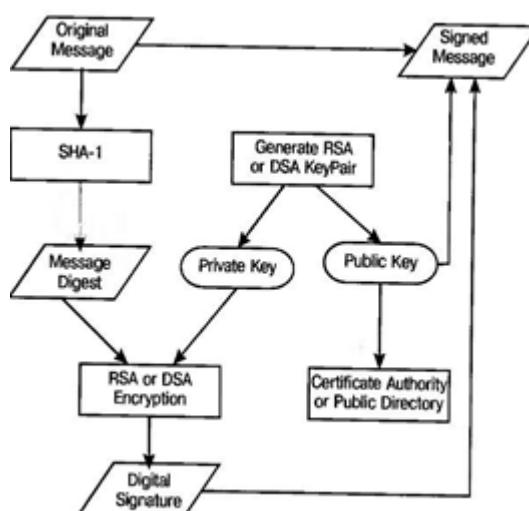 Original
Message
Signed
Message
SHA-1
Generate RSA
or DSA KeyPair
Message
Digest
Private Key
Public Key
RSA or DSA
Encryption
Certificate Authority
or Public Directory
Digital
Signature